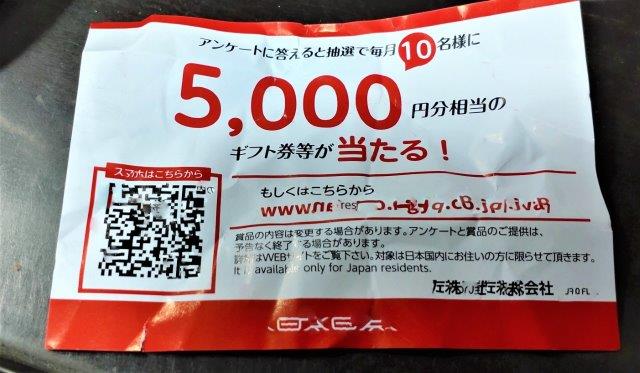 アンケートに答えると抽選で毎月10名様に
5,000円分相当の
ギフト券等が当たる！
スマホはこちらから
もしくはこちらから
賞品の内容は変更する場合があります。アンケートと賞品のご提供は、
予告なく終了する場合があります。
詳細はWEBサイトをご覧下さい。対象は日本国内にお住いの方に限らせて頂きます。
It is available only for Japan residents.
株式会社